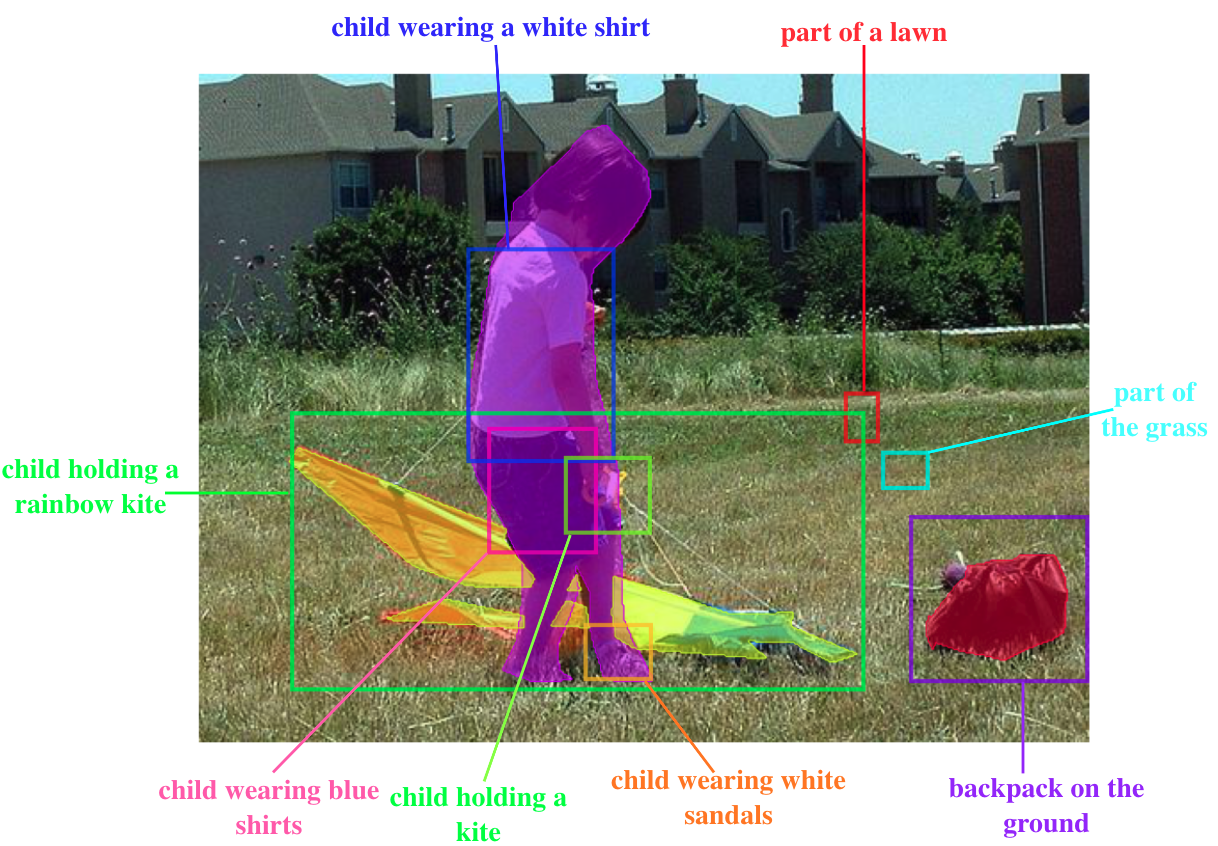 child wearing a white shirt
part of a lawn
part of
the grass
child holding a
rainbow kite
child wearing blue
shirts
child holding a
kite
child wearing white
sandals
backpack on the
ground